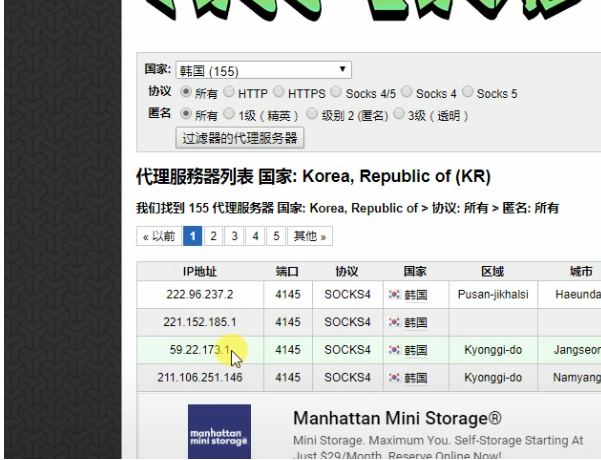 国家: 韩国 (155)
协议 所有 HTTP HTTPS Socks 4/5 Socks 4 Socks 5
匿名 所有 1级 (精英) 级别 2 (匿名) 3级 (透明)
过滤器的代理服务器
代理服務器列表 国家: Korea, Republic of (KR)
我们找到 155 代理服务器 国家: Korea, Republic of > 协议: 所有 > 匿名: 所有
« 以前 1 2 3 4 5 其他 »
IP地址 端口 协议 国家 区域 城市
222.96.237.2 4145 SOCKS4 韩国 Pusan-jikhalsi Haeunda
221.152.185.1 4145 SOCKS4 韩国
59.22.173.1 4145 SOCKS4 韩国 Kyonggi-do Jangseon
211.106.251.146 4145 SOCKS4 韩国 Kyonggi-do Namyang
manhattan
mini storage
Manhattan Mini Storage®
Mini Storage. Maximum You. Self-Storage Starting At
Just $29/Month. Reserve Online Now!